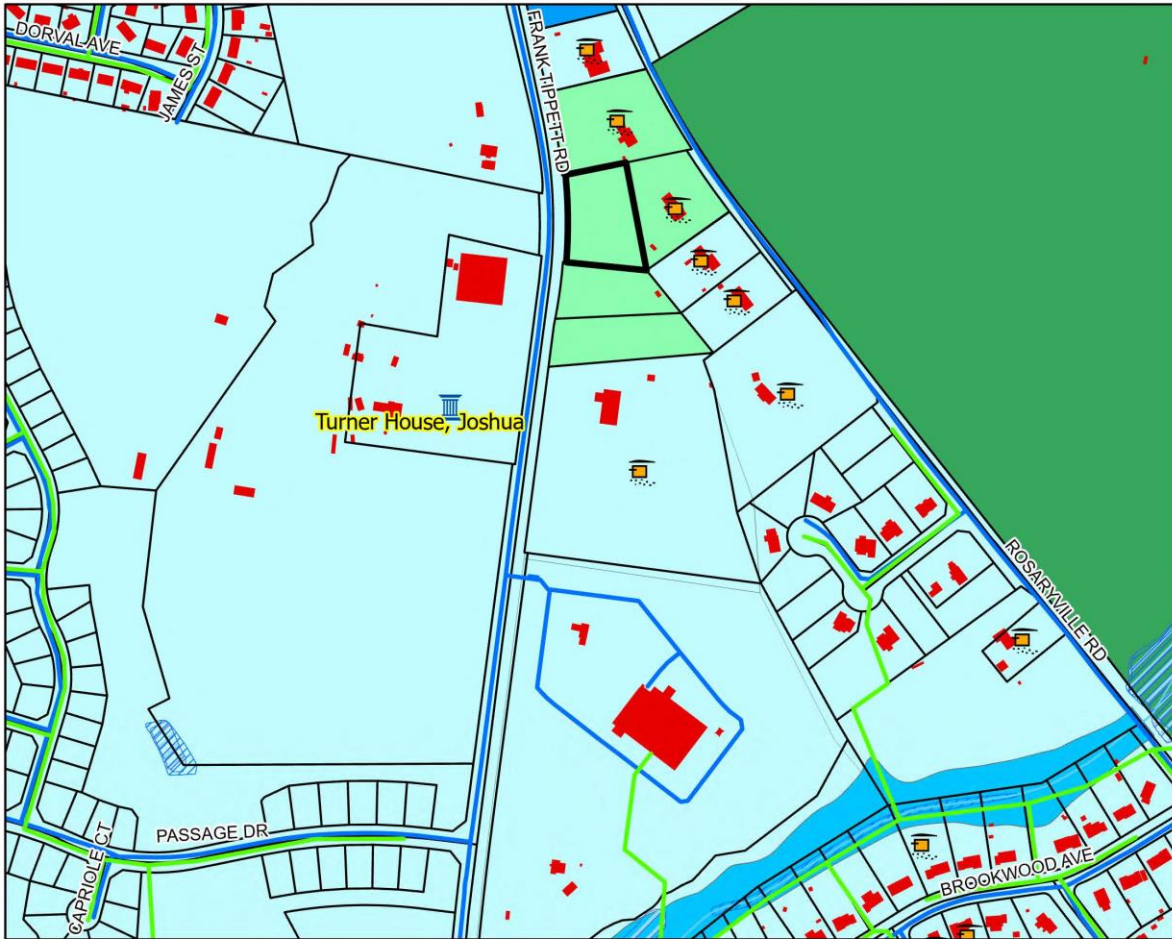 DORVAL AVE
JAMES ST
FRANK TIPPETT RD
Turner House, Joshua
ROSARYVILLE RD
PASSAGE DR
CAPRIOLE CT
BROOKWOOD AVE